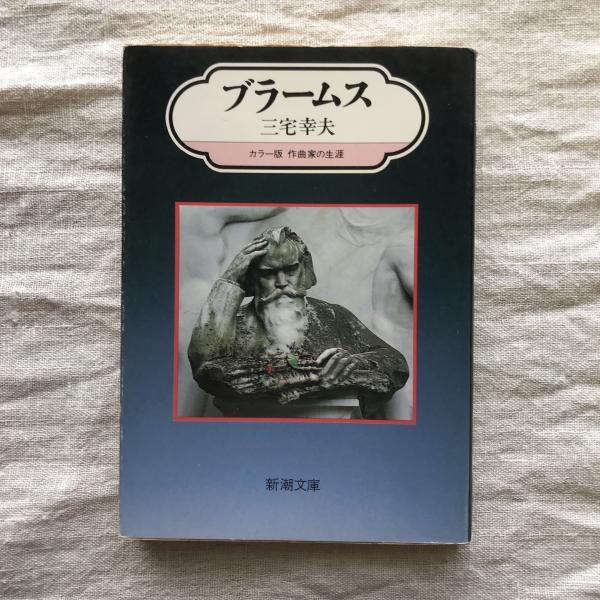 ブラームス
三宅幸夫
カラー版 作曲家の生涯
新潮文庫